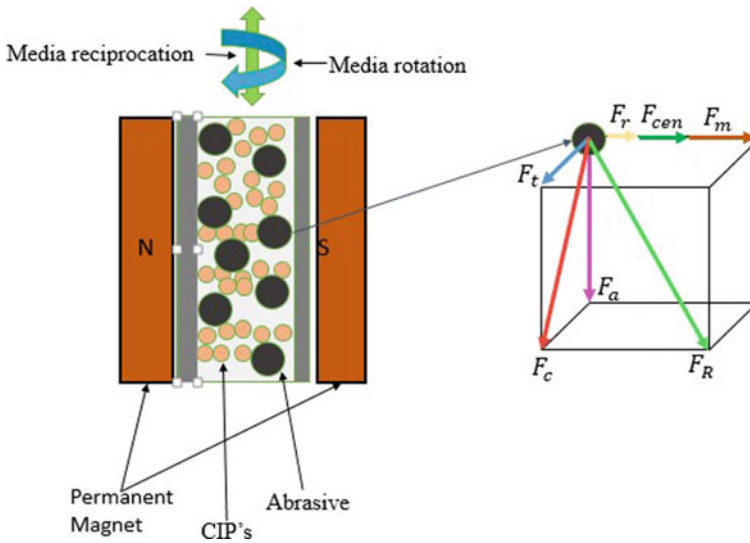 Media reciprocation
Media rotation
F_r F_cen F_m
F_t
N
S
F_a
F_c
F_R
Permanent
Magnet
CIP's
Abrasive